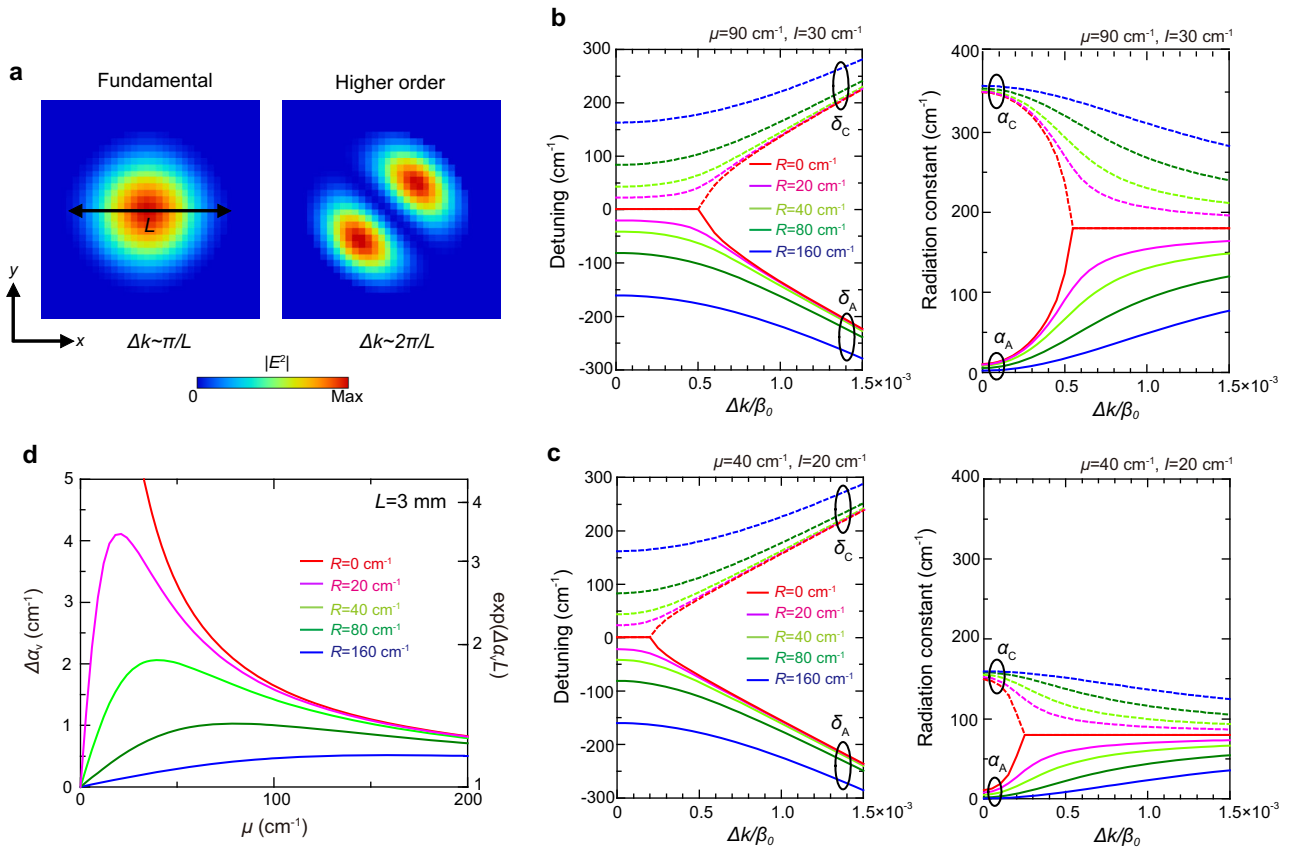 a
Fundamental
Higher order
L
y
x
Δk~π/L
Δk~2π/L
|E²|
0
Max
b
μ=90 cm⁻¹, I=30 cm⁻¹
300
200
100
0
-100
-200
-300
Detuning (cm⁻¹)
δC
R=0 cm⁻¹
R=20 cm⁻¹
R=40 cm⁻¹
R=80 cm⁻¹
R=160 cm⁻¹
δA
0
0.5
1.0
1.5×10⁻³
Δk/β₀
μ=90 cm⁻¹, I=30 cm⁻¹
400
300
200
100
0
Radiation constant (cm⁻¹)
αC
αA
0
0.5
1.0
1.5×10⁻³
Δk/β₀
d
5
4
3
2
1
0
Δαᵥ (cm⁻¹)
L=3 mm
R=0 cm⁻¹
R=20 cm⁻¹
R=40 cm⁻¹
R=80 cm⁻¹
R=160 cm⁻¹
4
3
2
1
exp(ΔαᵥL)
0
100
200
μ (cm⁻¹)
c
μ=40 cm⁻¹, I=20 cm⁻¹
300
200
100
0
-100
-200
-300
Detuning (cm⁻¹)
δC
R=0 cm⁻¹
R=20 cm⁻¹
R=40 cm⁻¹
R=80 cm⁻¹
R=160 cm⁻¹
δA
0
0.5
1.0
1.5×10⁻³
Δk/β₀
μ=40 cm⁻¹, I=20 cm⁻¹
400
300
200
100
0
Radiation constant (cm⁻¹)
αC
αA
0
0.5
1.0
1.5×10⁻³
Δk/β₀